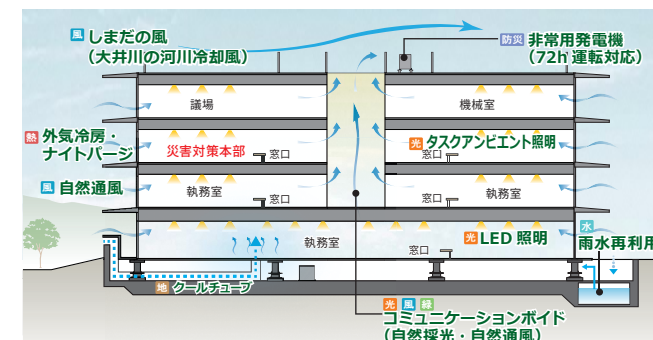 風 しまだの風
（大井川の河川冷却風）
防災 非常用発電機
（72h 運転対応）
議場
機械室
熱 外気冷房・
ナイトパージ
災害対策本部
窓口
光 タスクアンビエント照明
窓口
風 自然通風
執務室
窓口
窓口
執務室
執務室
窓口
光 LED 照明
水
雨水再利用
地 クールチューブ
光 風 緑
コミュニケーションボイド
（自然採光・自然通風）